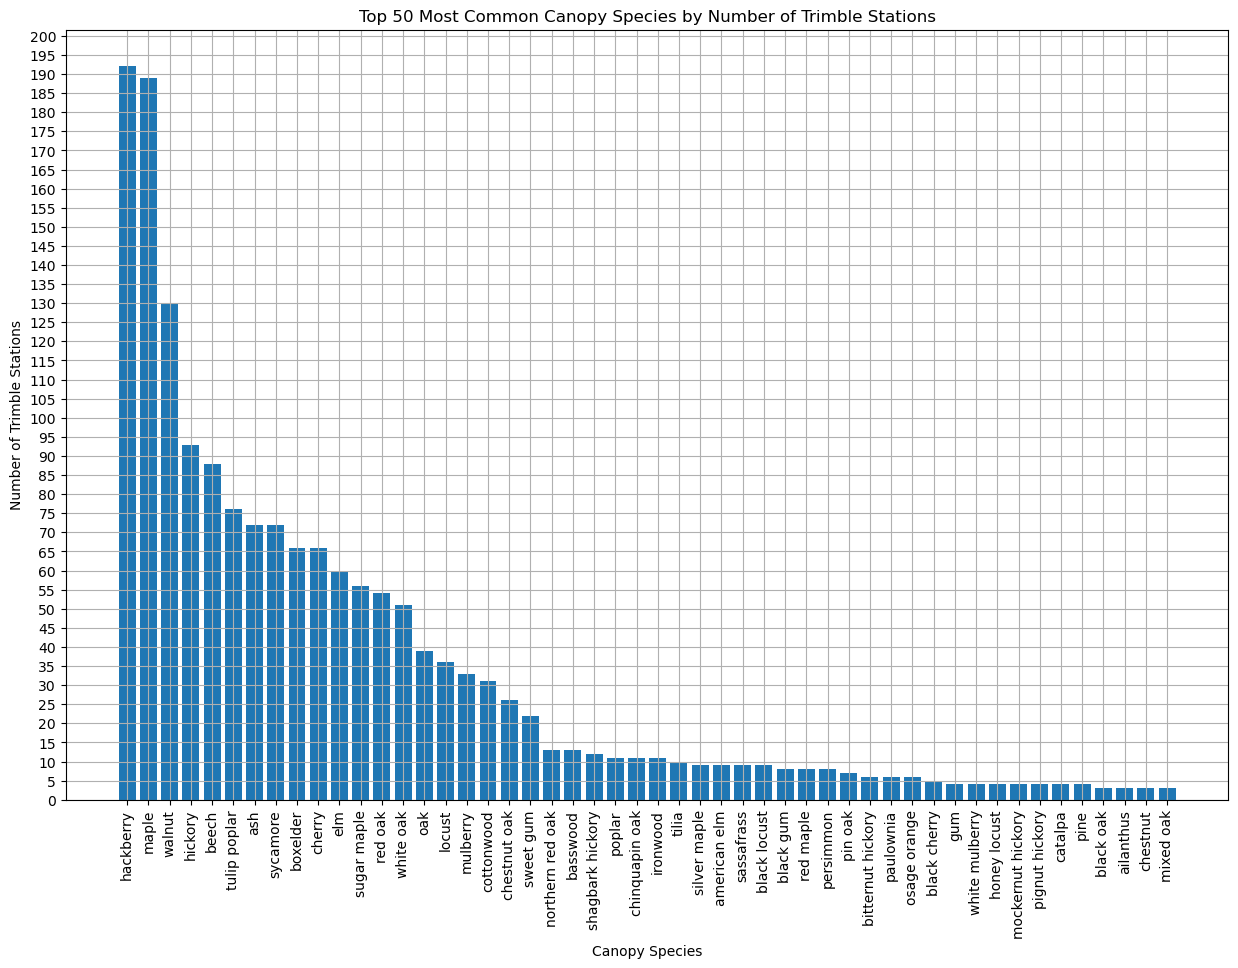 Top 50 Most Common Canopy Species by Number of Trimble Stations
200
195
190
185
180
175
170
165
160
155
150
145
140
135
130
125
120
115
110
105
100
95
90
85
80
75
70
65
60
55
50
45
40
35
30
25
20
15
10
5
0
Number of Trimble Stations
hackberry
maple
walnut
hickory
beech
tulip poplar
ash
sycamore
boxelder
cherry
elm
sugar maple
red oak
white oak
oak
locust
mulberry
cottonwood
chestnut oak
sweet gum
northern red oak
basswood
shagbark hickory
poplar
chinquapin oak
ironwood
tilia
silver maple
american elm
sassafrass
black locust
black gum
red maple
persimmon
pin oak
bitternut hickory
paulownia
osage orange
black cherry
gum
white mulberry
honey locust
mockernut hickory
pignut hickory
catalpa
pine
black oak
ailanthus
chestnut
mixed oak
Canopy Species